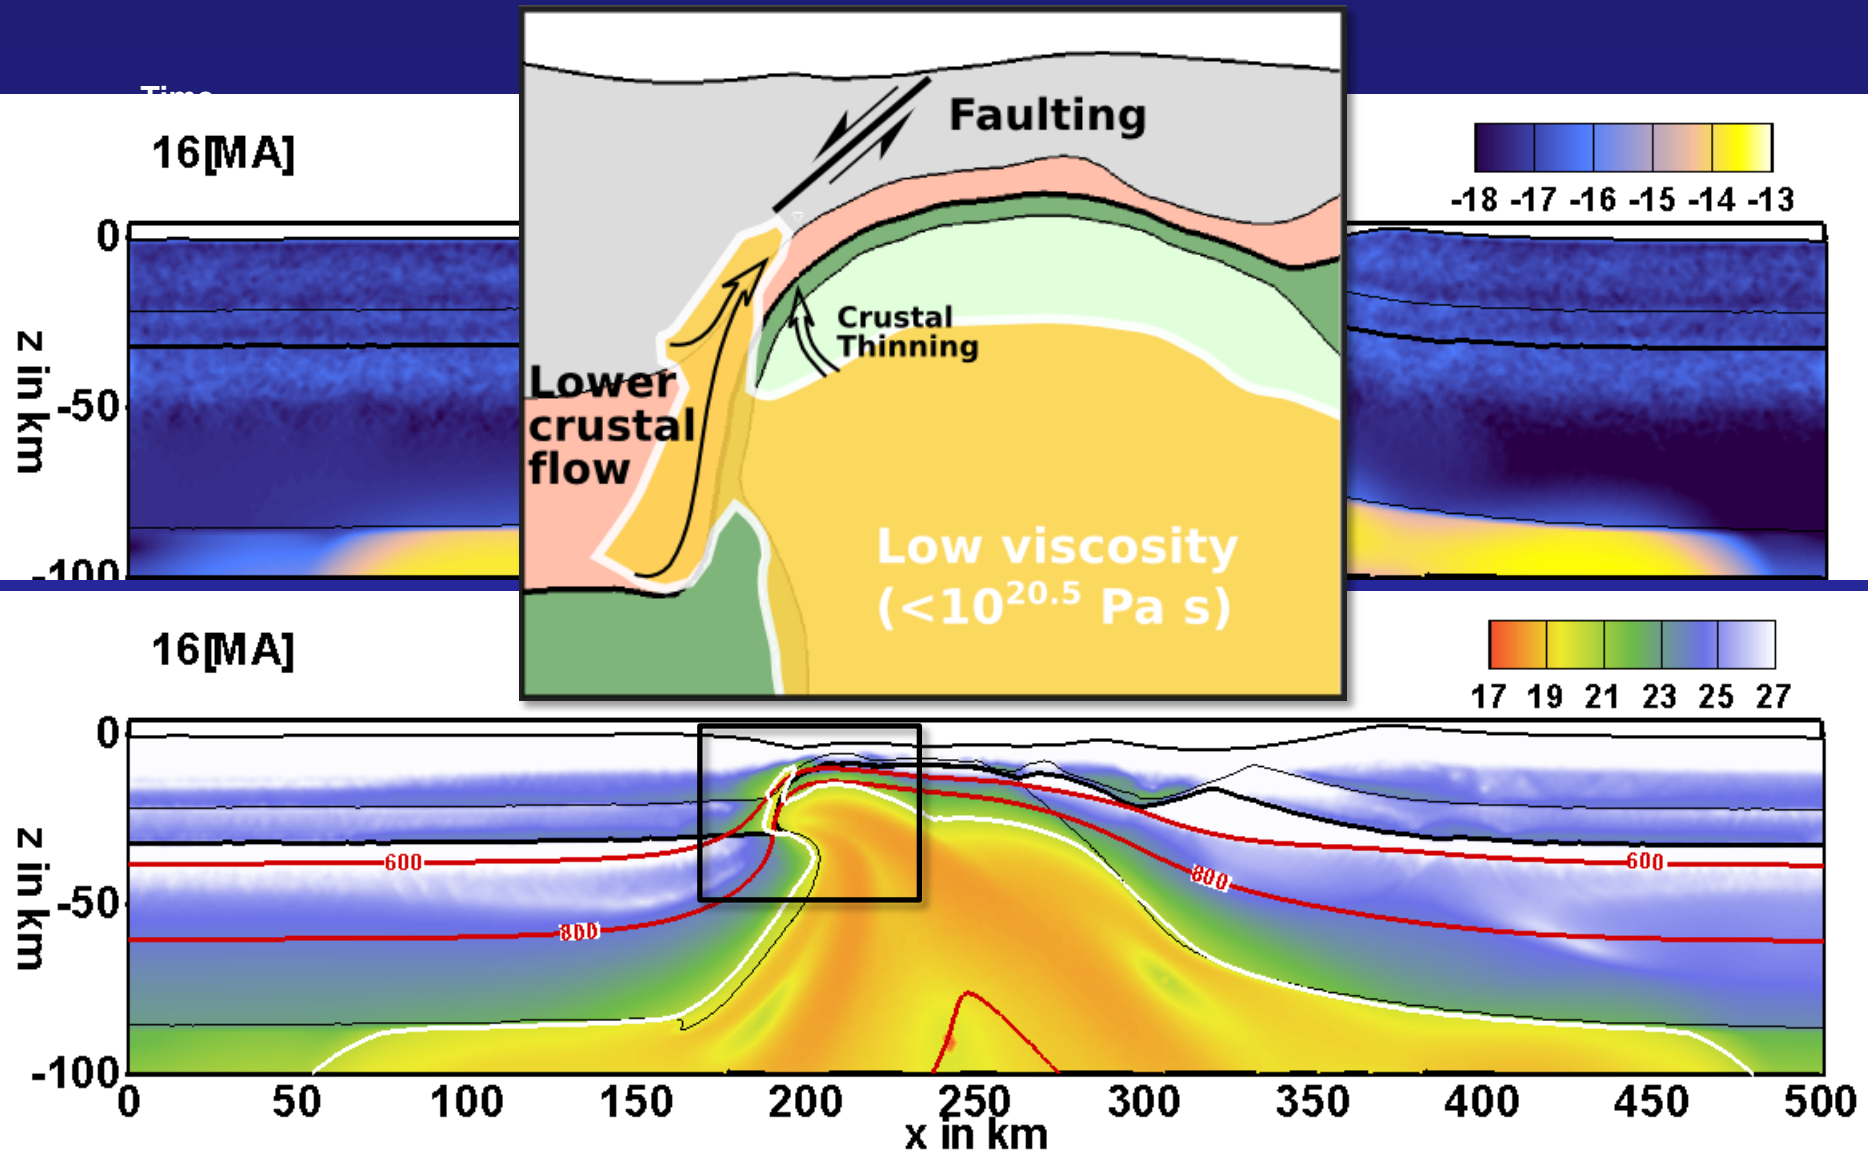 Time
16[MA]
-18 -17 -16 -15 -14 -13
0
-50
-100
z in km
Faulting
Crustal
Thinning
Lower
crustal
flow
Low viscosity
(<10^20.5 Pa s)
16[MA]
17 19 21 23 25 27
0
-50
-100
z in km
600
800
800
600
0 50 100 150 200 250 300 350 400 450 500
x in km